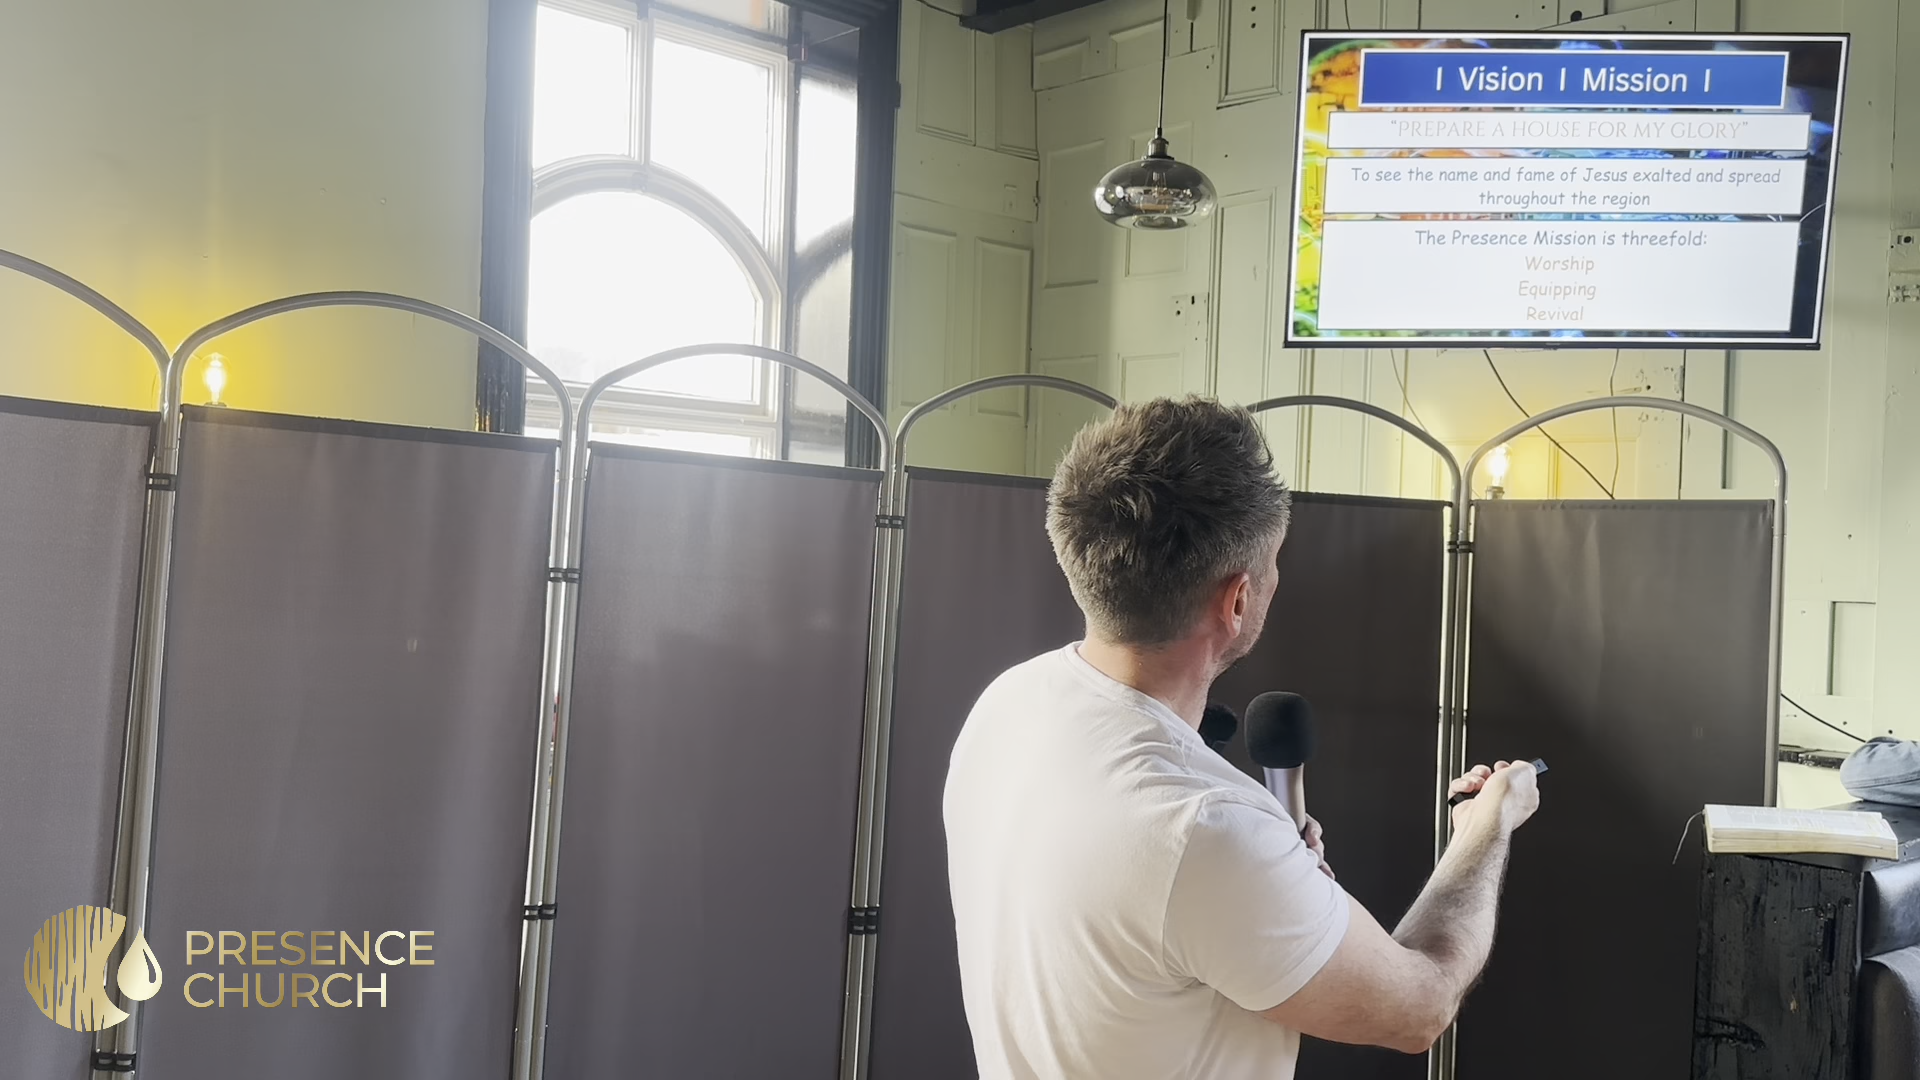 I Vision I Mission I
"PREPARE A HOUSE FOR MY GLORY"
To see the name and fame of Jesus exalted and spread
throughout the region
The Presence Mission is threefold:
Worship
Equipping
Revival
PRESENCE
CHURCH